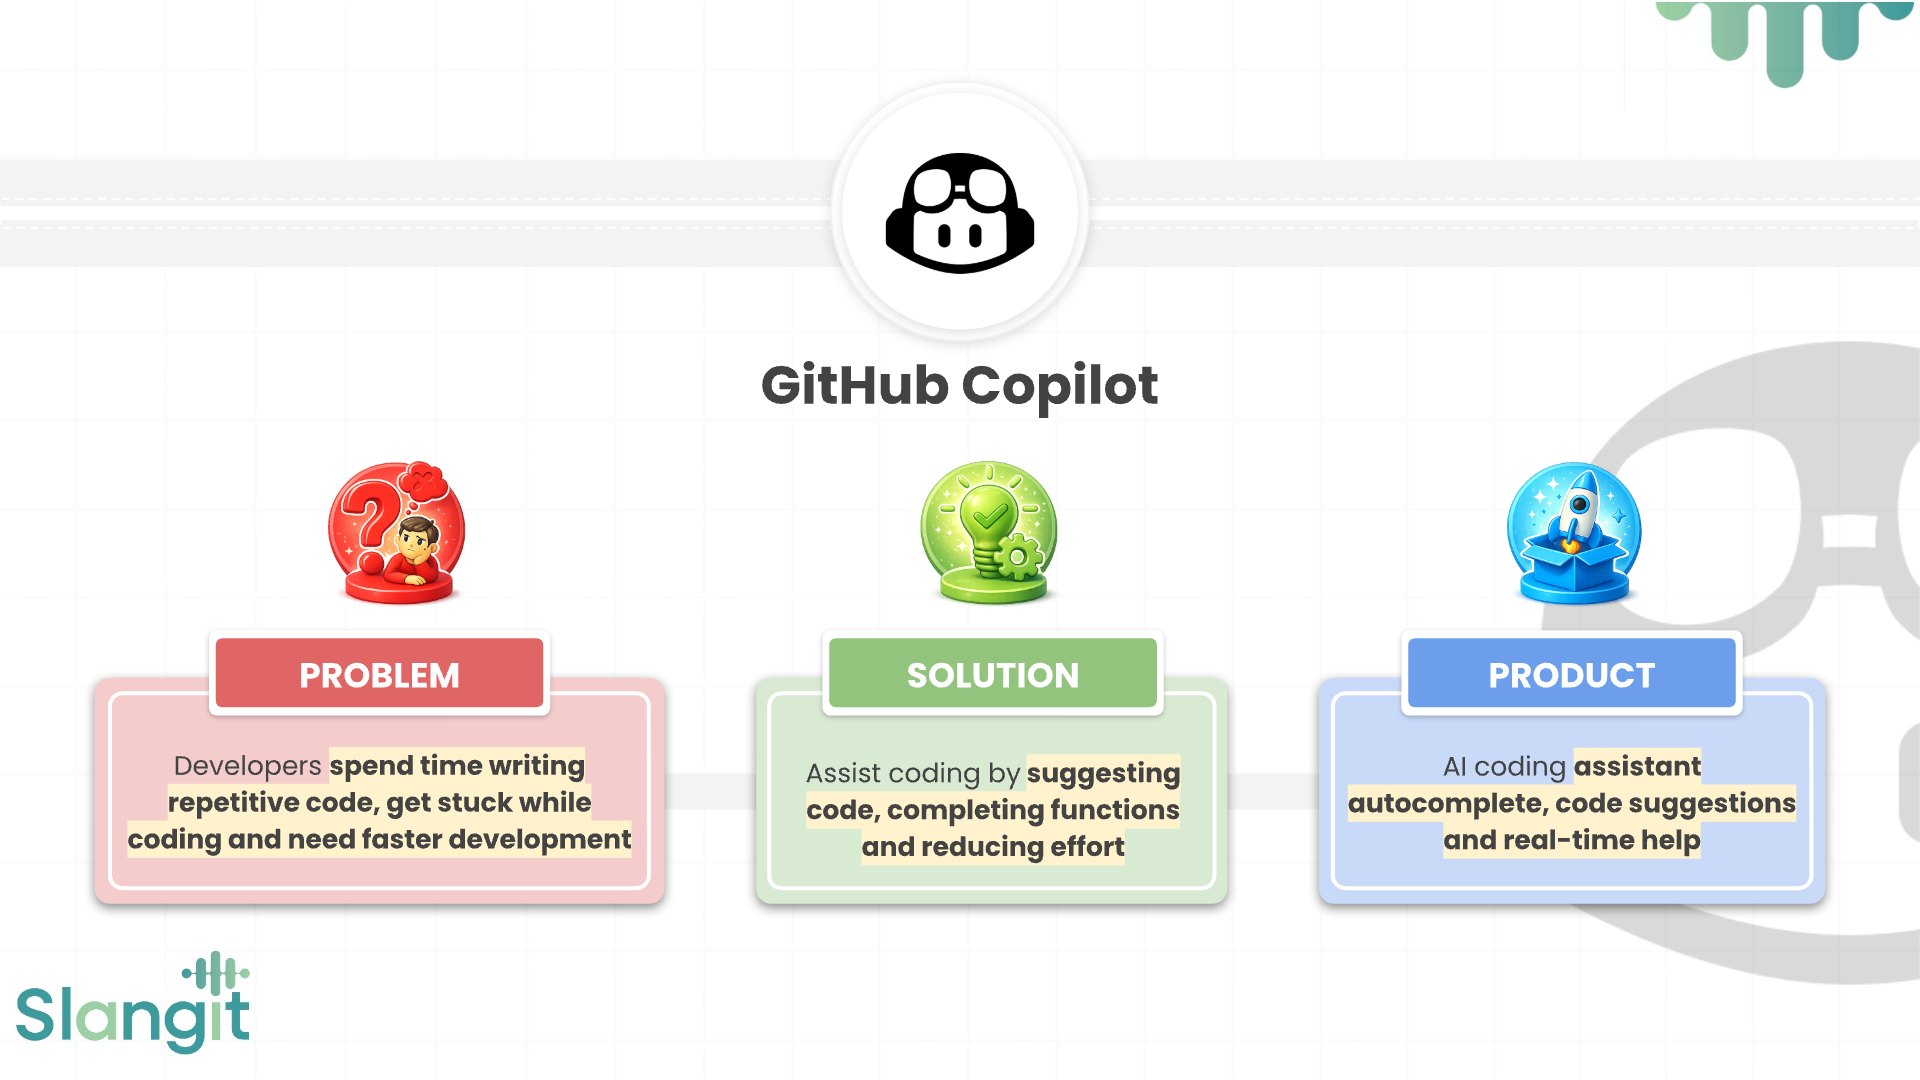 GitHub Copilot
PROBLEM
Developers spend time writing
repetitive code, get stuck while
coding and need faster development
SOLUTION
Assist coding by suggesting
code, completing functions
and reducing effort
PRODUCT
AI coding assistant
autocomplete, code suggestions
and real-time help
Slangit